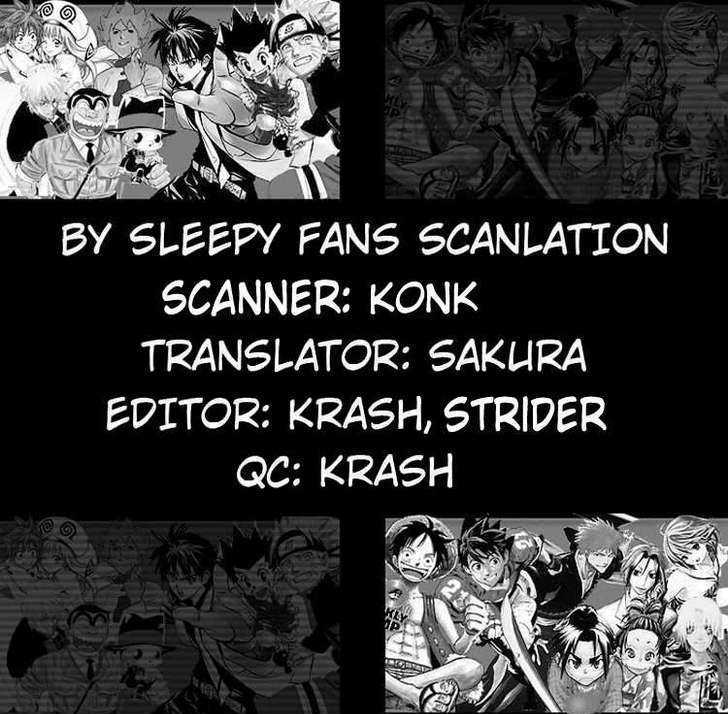 BY SLEEPY FANS SCANLATION
SCANNER: KONK
TRANSLATOR: SAKURA
EDITOR: KRASH, STRIDER
QC: KRASH